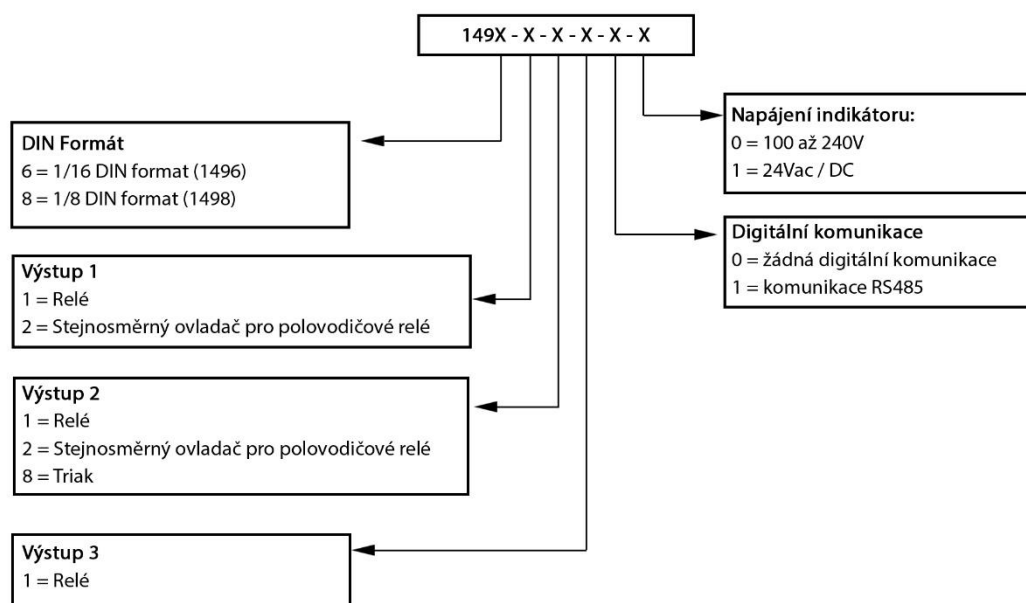 149X - X - X - X - X - X
DIN Formát
6 = 1/16 DIN format (1496)
8 = 1/8 DIN format (1498)
Výstup 1
1 = Relé
2 = Stejnosměrný ovladač pro polovodičové relé
Výstup 2
1 = Relé
2 = Stejnosměrný ovladač pro polovodičové relé
8 = Triak
Výstup 3
1 = Relé
Napájení indikátoru:
0 = 100 až 240V
1 = 24Vac / DC
Digitální komunikace
0 = žádná digitální komunikace
1 = komunikace RS485